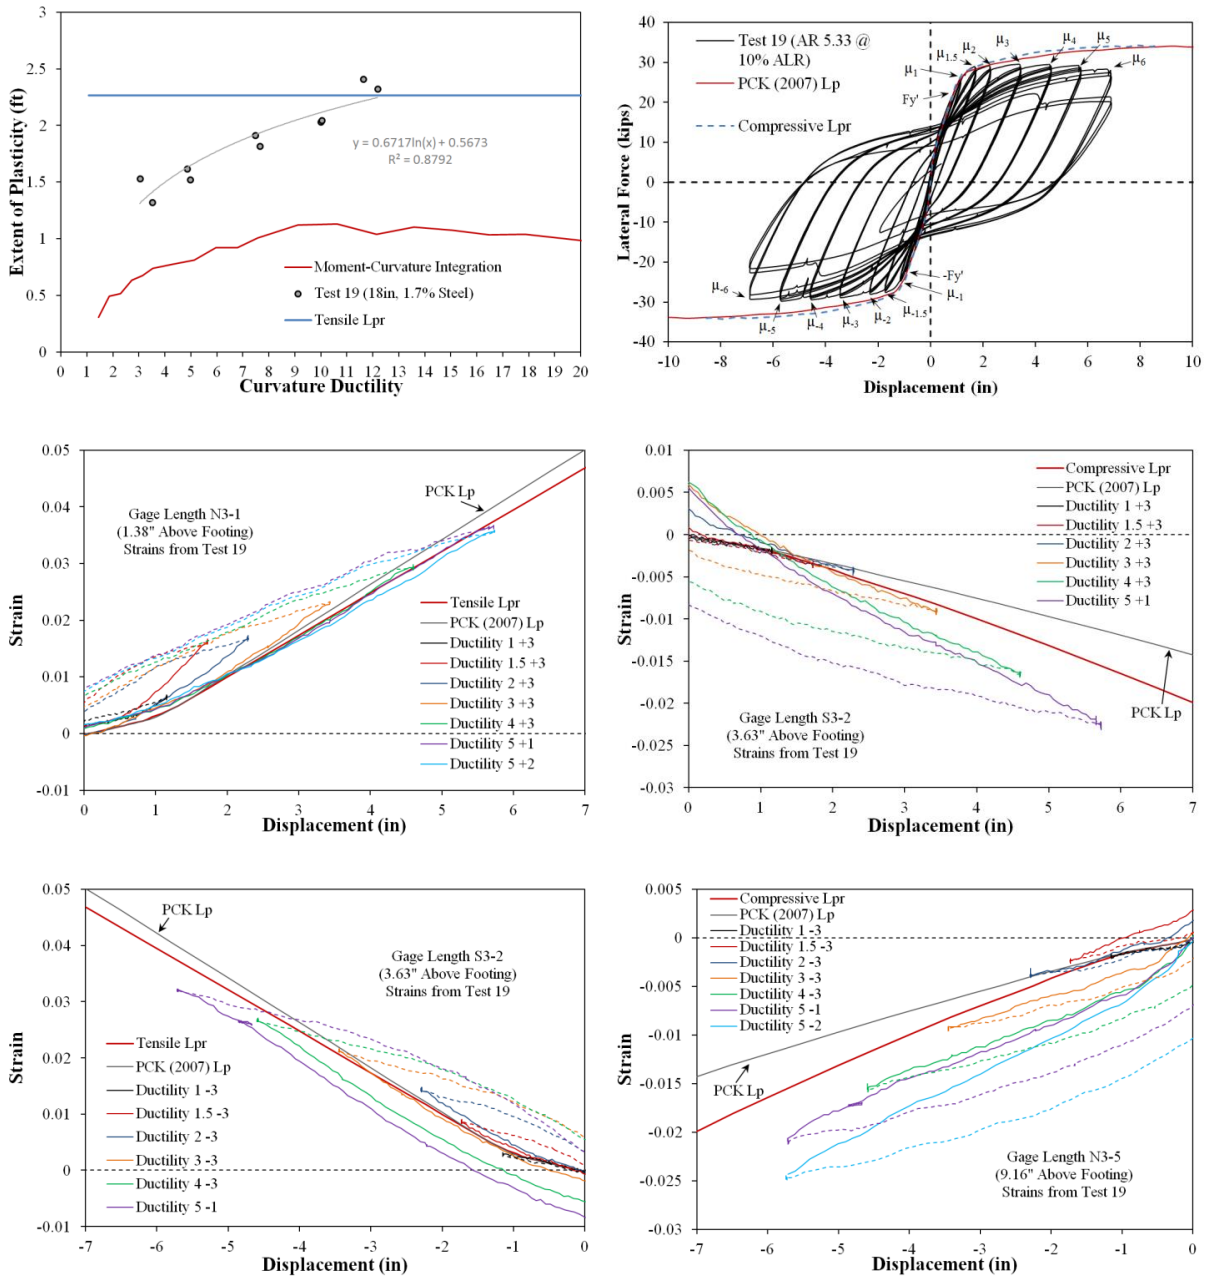 3
2.5
2
1.5
1
0.5
0
Extent of Plasticity (ft)
y = 0.6717ln(x) + 0.5673
R² = 0.8792
Moment-Curvature Integration
Test 19 (18in, 1.7% Steel)
Tensile Lpr
0 1 2 3 4 5 6 7 8 9 10 11 12 13 14 15 16 17 18 19 20
Curvature Ductility
40
30
20
10
0
-10
-20
-30
-40
Lateral Force (kips)
Test 19 (AR 5.33 @
10% ALR)
PCK (2007) Lp
Compressive Lpr
μ1
μ1.5
μ2
μ3
μ4
μ5
μ6
Fy'
-Fy'
μ-1
μ-1.5
μ-2
μ-3
μ-4
μ-5
μ-6
-10 -8 -6 -4 -2 0 2 4 6 8 10
Displacement (in)
0.05
0.04
0.03
0.02
0.01
0
-0.01
Strain
Gage Length N3-1
(1.38" Above Footing)
Strains from Test 19
PCK Lp
Tensile Lpr
PCK (2007) Lp
Ductility 1 +3
Ductility 1.5 +3
Ductility 2 +3
Ductility 3 +3
Ductility 4 +3
Ductility 5 +1
Ductility 5 +2
0 1 2 3 4 5 6 7
Displacement (in)
0.01
0.005
0
-0.005
-0.01
-0.015
-0.02
-0.025
-0.03
Strain
Compressive Lpr
PCK (2007) Lp
Ductility 1 +3
Ductility 1.5 +3
Ductility 2 +3
Ductility 3 +3
Ductility 4 +3
Ductility 5 +1
PCK Lp
Gage Length S3-2
(3.63" Above Footing)
Strains from Test 19
0 1 2 3 4 5 6 7
Displacement (in)
0.05
0.04
0.03
0.02
0.01
0
-0.01
Strain
PCK Lp
Gage Length S3-2
(3.63" Above Footing)
Strains from Test 19
Tensile Lpr
PCK (2007) Lp
Ductility 1 -3
Ductility 1.5 -3
Ductility 2 -3
Ductility 3 -3
Ductility 4 -3
Ductility 5 -1
-7 -6 -5 -4 -3 -2 -1 0
Displacement (in)
0.005
0
-0.005
-0.01
-0.015
-0.02
-0.025
-0.03
Strain
Compressive Lpr
PCK (2007) Lp
Ductility 1 -3
Ductility 1.5 -3
Ductility 2 -3
Ductility 3 -3
Ductility 4 -3
Ductility 5 -1
Ductility 5 -2
PCK Lp
Gage Length N3-5
(9.16" Above Footing)
Strains from Test 19
-7 -6 -5 -4 -3 -2 -1 0
Displacement (in)